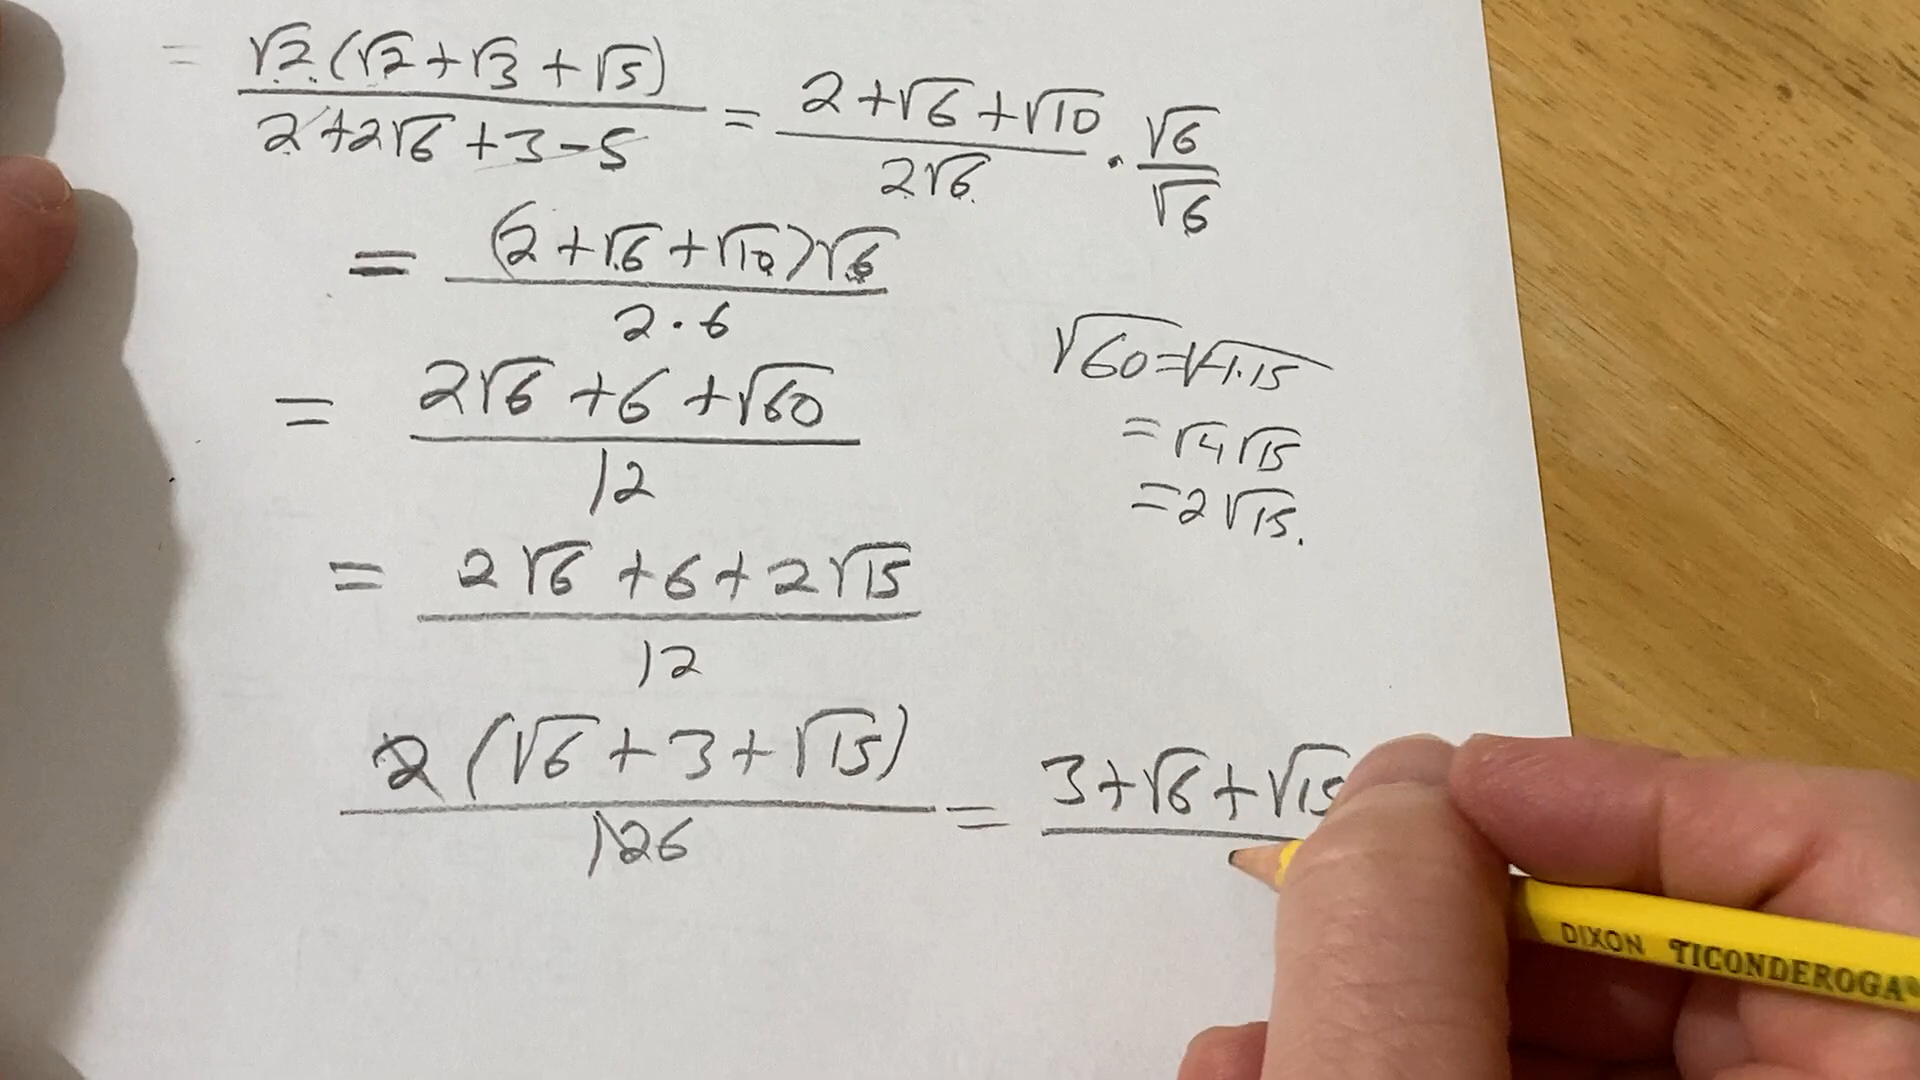 = √2(√2+√3+√5) / 2+2√6+3-5 = 2+√6+√10 / 2√6 · √6 / √6
= (2+√6+√10)√6 / 2·6
= 2√6+6+√60 / 12
√60=√4·15
=√4√15
=2√15.
= 2√6+6+2√15 / 12
2(√6+3+√15) / 126 = 3+√6+√15
DIXON TICONDEROGA